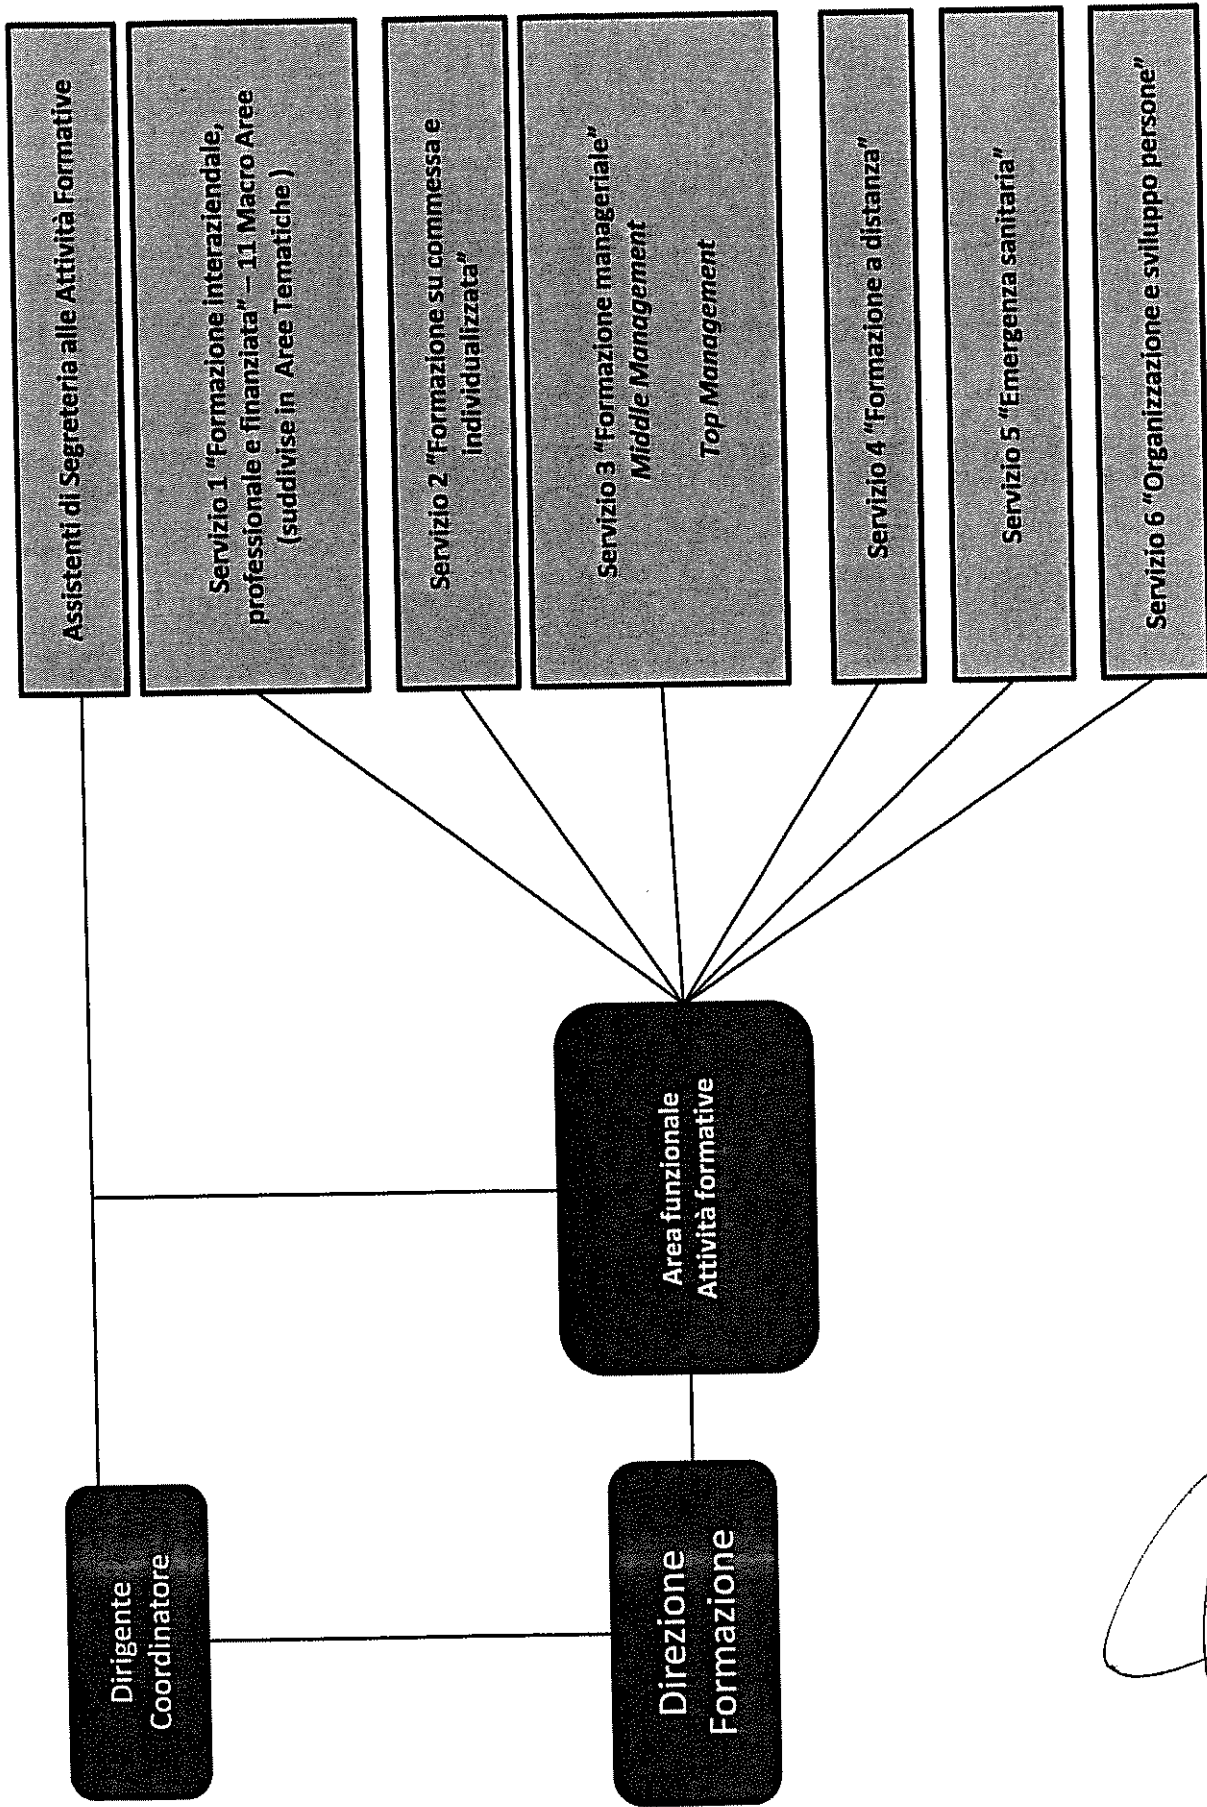 Dirigente
Coordinatore
Direzione
Formazione
Area funzionale
Attività formative
Assistenti di Segreteria alle Attività Formative
Servizio 1 "Formazione interaziendale,
professionale e finanziata" – 11 Macro Aree
(suddivise in Aree Tematiche )
Servizio 2 "Formazione su commessa e
individualizzata"
Servizio 3 "Formazione manageriale"
Middle Management
Top Management
Servizio 4 "Formazione a distanza"
Servizio 5 "Emergenza sanitaria"
Servizio 6 "Organizzazione e sviluppo persone"